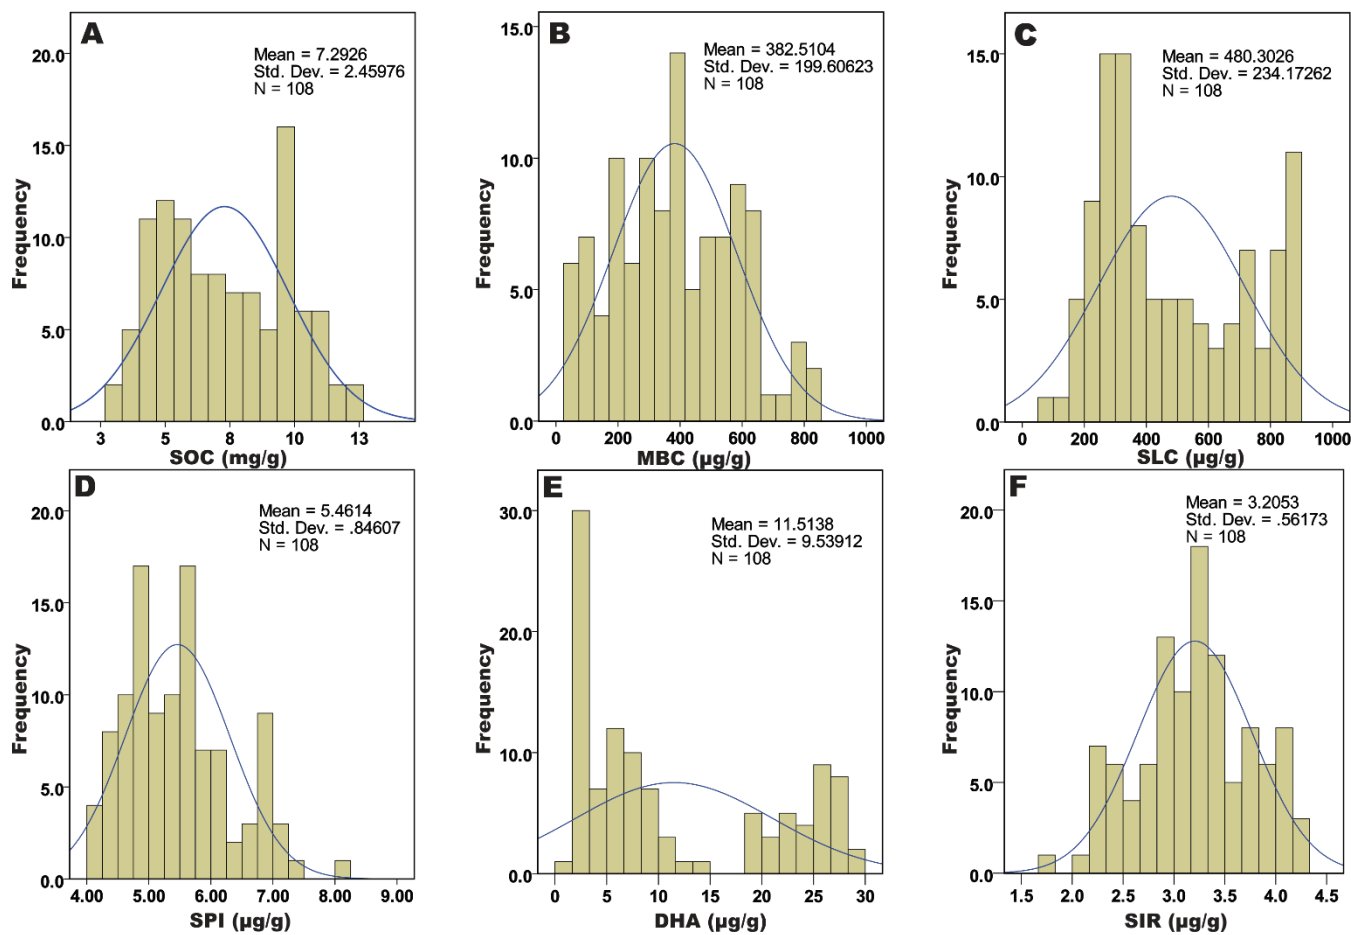 A
Mean = 7.2926
Std. Dev. = 2.45976
N = 108
20.0
15.0
10.0
5.0
0.0
Frequency
3 5 8 10 13
SOC (mg/g)
B
Mean = 382.5104
Std. Dev. = 199.60623
N = 108
15.0
10.0
5.0
0.0
Frequency
0 200 400 600 800 1000
MBC (µg/g)
C
Mean = 480.3026
Std. Dev. = 234.17262
N = 108
15.0
10.0
5.0
0.0
Frequency
0 200 400 600 800 1000
SLC (µg/g)
D
Mean = 5.4614
Std. Dev. = .84607
N = 108
20.0
15.0
10.0
5.0
0.0
Frequency
4.00 5.00 6.00 7.00 8.00 9.00
SPI (µg/g)
E
Mean = 11.5138
Std. Dev. = 9.53912
N = 108
30.0
20.0
10.0
0.0
Frequency
0 5 10 15 20 25 30
DHA (µg/g)
F
Mean = 3.2053
Std. Dev. = .56173
N = 108
20.0
15.0
10.0
5.0
0.0
Frequency
1.5 2.0 2.5 3.0 3.5 4.0 4.5
SIR (µg/g)